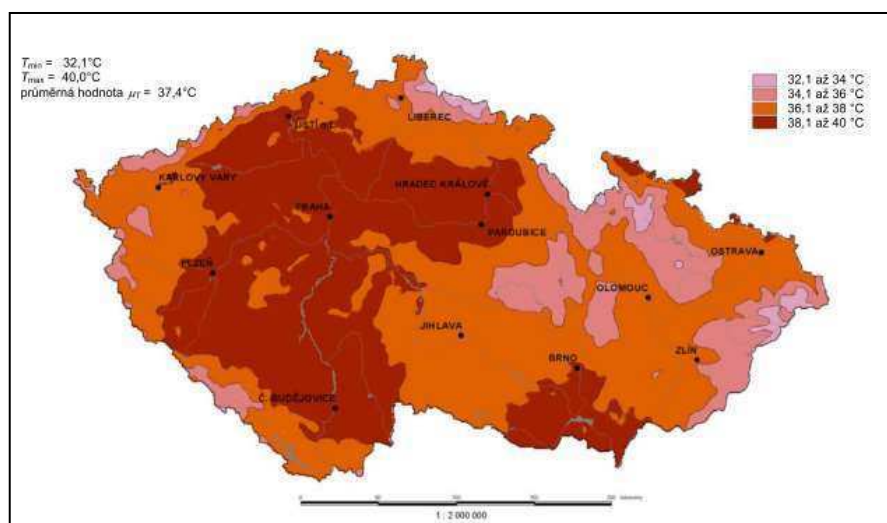 Tmin = 32,1°C
Tmax = 40,0°C
průměrná hodnota μT = 37,4°C
32,1 až 34 °C
34,1 až 36 °C
36,1 až 38 °C
38,1 až 40 °C
LIBEREC
KARLOVY VARY
HRADEC KRÁLOVÉ
PRAHA
PARDUBICE
OSTRAVA
PLZEŇ
OLOMOUC
JIHLAVA
BRNO
ZLÍN
Č. BUDĚJOVICE
1 : 2 000 000